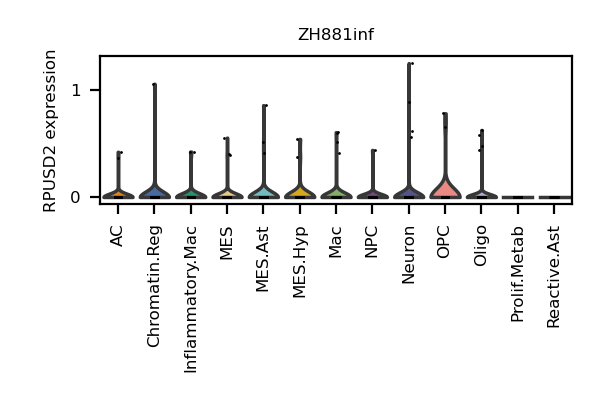 ZH881inf
RPUSD2 expression
1
0
AC
Chromatin.Reg
Inflammatory.Mac
MES
MES.Ast
MES.Hyp
Mac
NPC
Neuron
OPC
Oligo
Prolif.Metab
Reactive.Ast